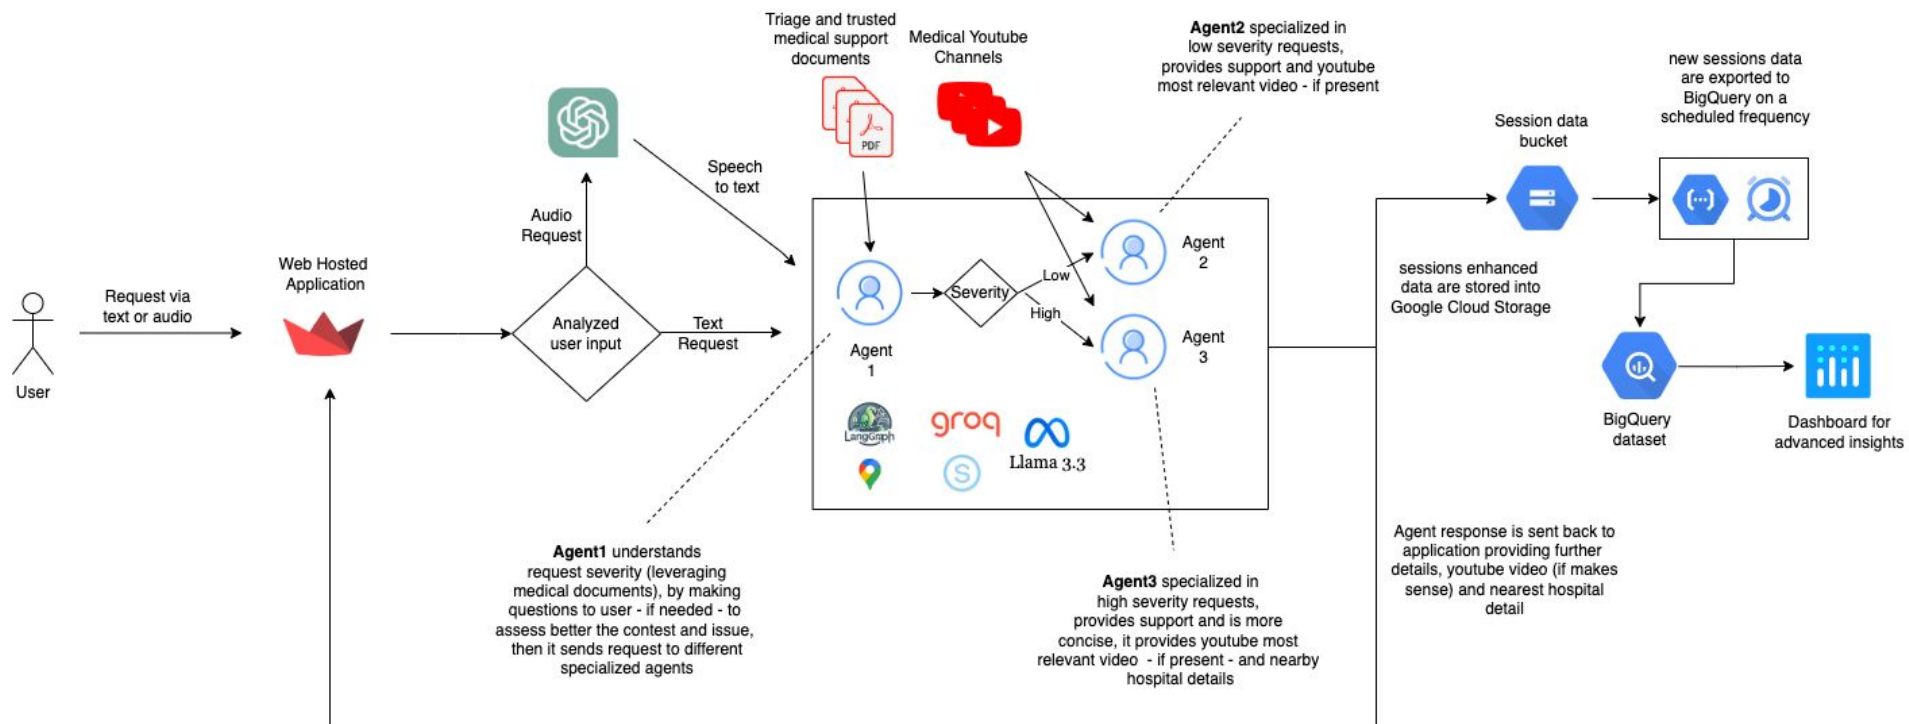 Triage and trusted
medical support
documents
Medical Youtube
Channels
Agent2 specialized in
low severity requests,
provides support and youtube
most relevant video - if present
new sessions data
are exported to
BigQuery on a
scheduled frequency
Session data
bucket
PDF
Speech
to text
Audio
Request
Web Hosted
Application
Request via
text or audio
User
Analyzed
user input
Text
Request
Agent
1
Severity
Low
High
Agent
2
Agent
3
LangGraph
groq
S
Llama 3.3
sessions enhanced
data are stored into
Google Cloud Storage
BigQuery
dataset
Dashboard for
advanced insights
Agent1 understands
request severity (leveraging
medical documents), by making
questions to user - if needed - to
assess better the contest and issue,
then it sends request to different
specialized agents
Agent3 specialized in
high severity requests,
provides support and is more
concise, it provides youtube most
relevant video - if present - and nearby
hospital details
Agent response is sent back to
application providing further
details, youtube video (if makes
sense) and nearest hospital
detail